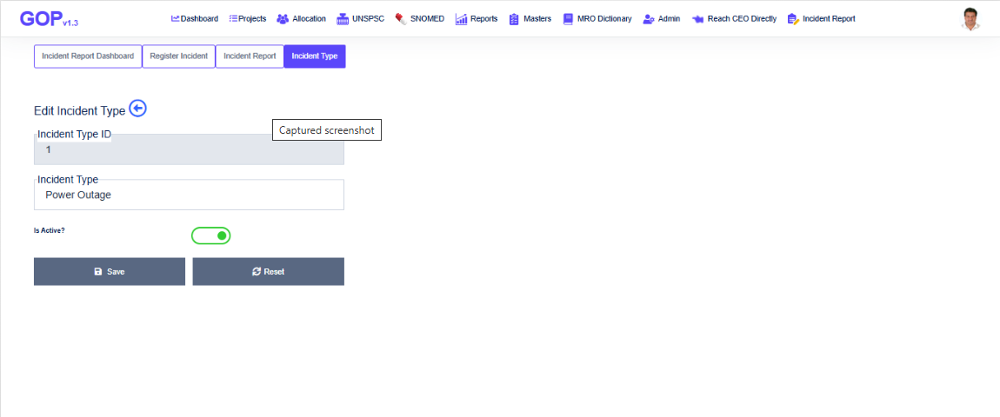 GOP v1.3
Dashboard Projects Allocation UNSPSC SNOMED Reports Masters MRO Dictionary Admin Reach CEO Directly Incident Report
Incident Report Dashboard Register Incident Incident Report Incident Type
Edit Incident Type
Captured screenshot
Incident Type ID
1
Incident Type
Power Outage
Is Active?
Save Reset